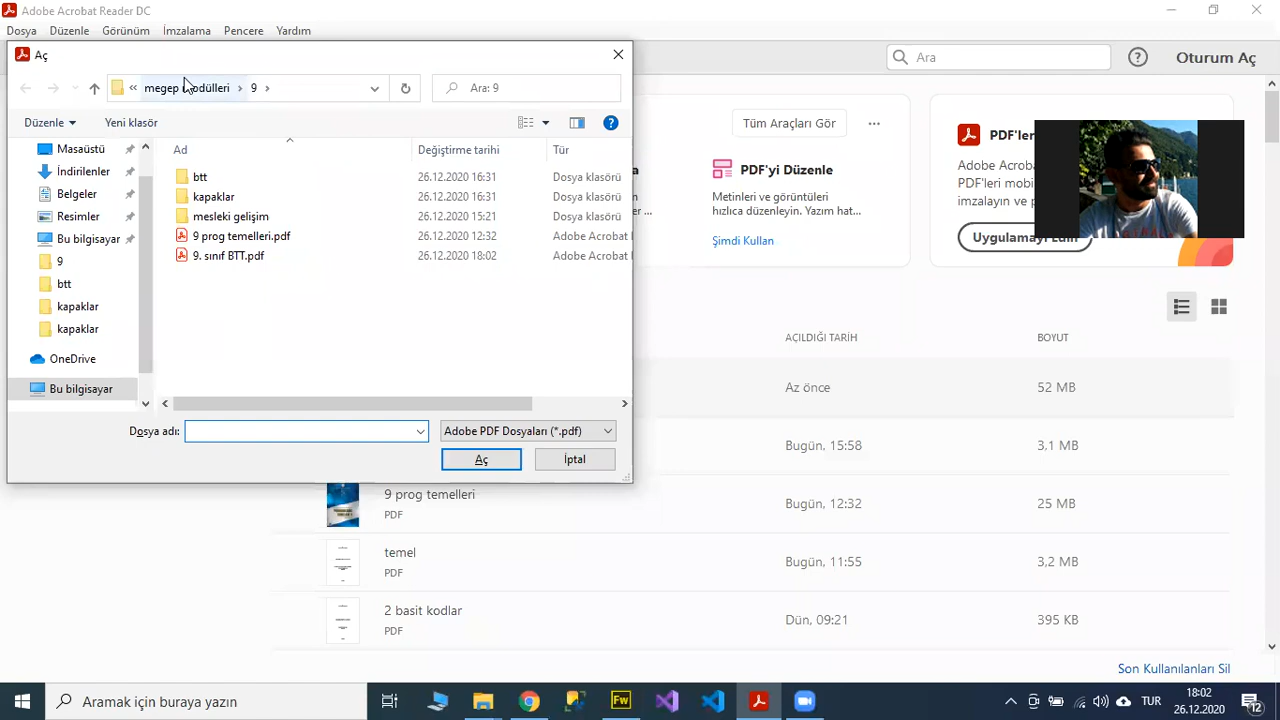 Adobe Acrobat Reader DC
Dosya Düzenle Görünüm İmzalama Pencere Yardım
Aç
« megep › 9 ›
Ara: 9
Düzenle Yeni klasör
Masaüstü
İndirilenler
Belgeler
Resimler
Bu bilgisayar
9
btt
kapaklar
kapaklar
OneDrive
Bu bilgisayar
Ad Değiştirme tarihi Tür
btt 26.12.2020 16:31 Dosya klasörü
kapaklar 26.12.2020 16:31 Dosya klasörü
mesleki gelişim 26.12.2020 15:21 Dosya klasörü
9 prog temelleri.pdf 26.12.2020 12:32 Adobe Acrobat
9. sınıf BTT.pdf 26.12.2020 18:02 Adobe Acrobat
Dosya adı: Adobe PDF Dosyaları (*.pdf)
Aç İptal
Ara
Oturum Aç
Tüm Araçları Gör
PDF'yi Düzenle
Metinleri ve görüntüleri
hızlıca düzenleyin. Yazım hat...
Şimdi Kullan
Adobe
PDF'leri
imzalayın ve
AÇILDIĞI TARİH BOYUT
Az önce 52 MB
Bugün, 15:58 3,1 MB
9 prog temelleri
PDF
Bugün, 12:32 25 MB
temel
PDF
Bugün, 11:55 3,2 MB
2 basit kodlar
PDF
Dün, 09:21 395 KB
Son Kullanılanları Sil
Aramak için buraya yazın
Fw
TUR
18:02
26.12.2020
12